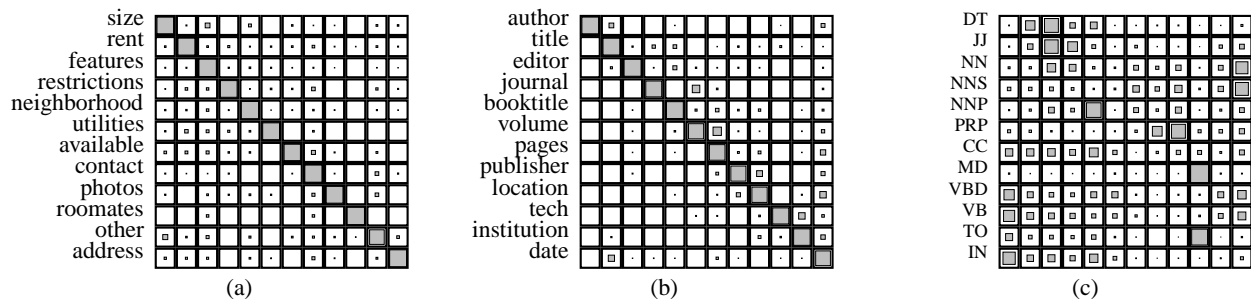 size
rent
features
restrictions
neighborhood
utilities
available
contact
photos
roomates
other
address
(a)
author
title
editor
journal
booktitle
volume
pages
publisher
location
tech
institution
date
(b)
DT
JJ
NN
NNS
NNP
PRP
CC
MD
VBD
VB
TO
IN
(c)